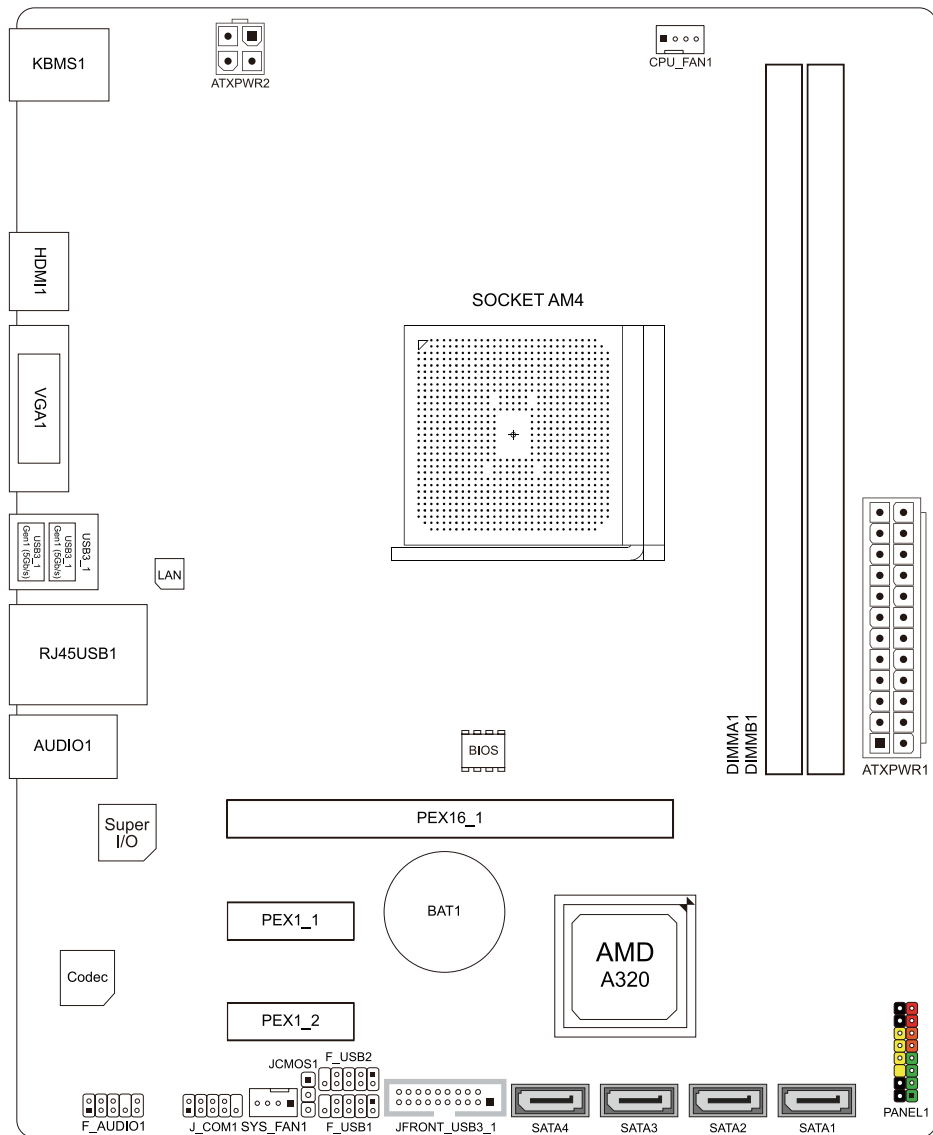 KBMS1
ATXPWR2
CPU_FAN1
HDMI1
SOCKET AM4
VGA1
USB3_1
USB3_1
Gen1 (5Gb/s)
USB3_1
Gen1 (5Gb/s)
LAN
RJ45USB1
AUDIO1
BIOS
DIMMA1
DIMMB1
ATXPWR1
PEX16_1
Super
I/O
PEX1_1
BAT1
AMD
A320
Codec
PEX1_2
JCMOS1
F_USB2
F_AUDIO1
J_COM1
SYS_FAN1
F_USB1
JFRONT_USB3_1
SATA4
SATA3
SATA2
SATA1
PANEL1